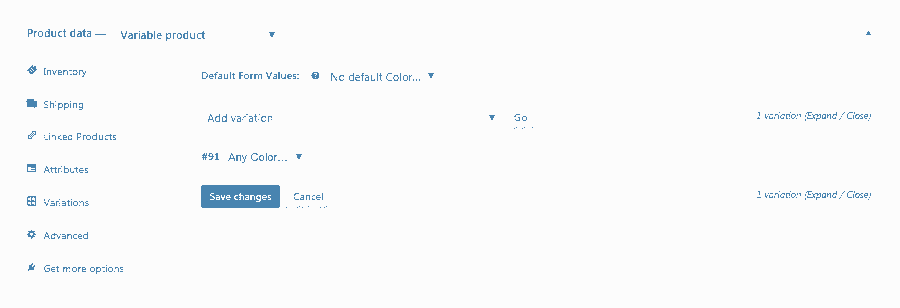 Product data — Variable product
Inventory
Shipping
Linked Products
Attributes
Variations
Advanced
Get more options
Default Form Values: No default Color...
Add variation Go 1 variation (Expand / Close)
#91 Any Color...
Save changes Cancel 1 variation (Expand / Close)